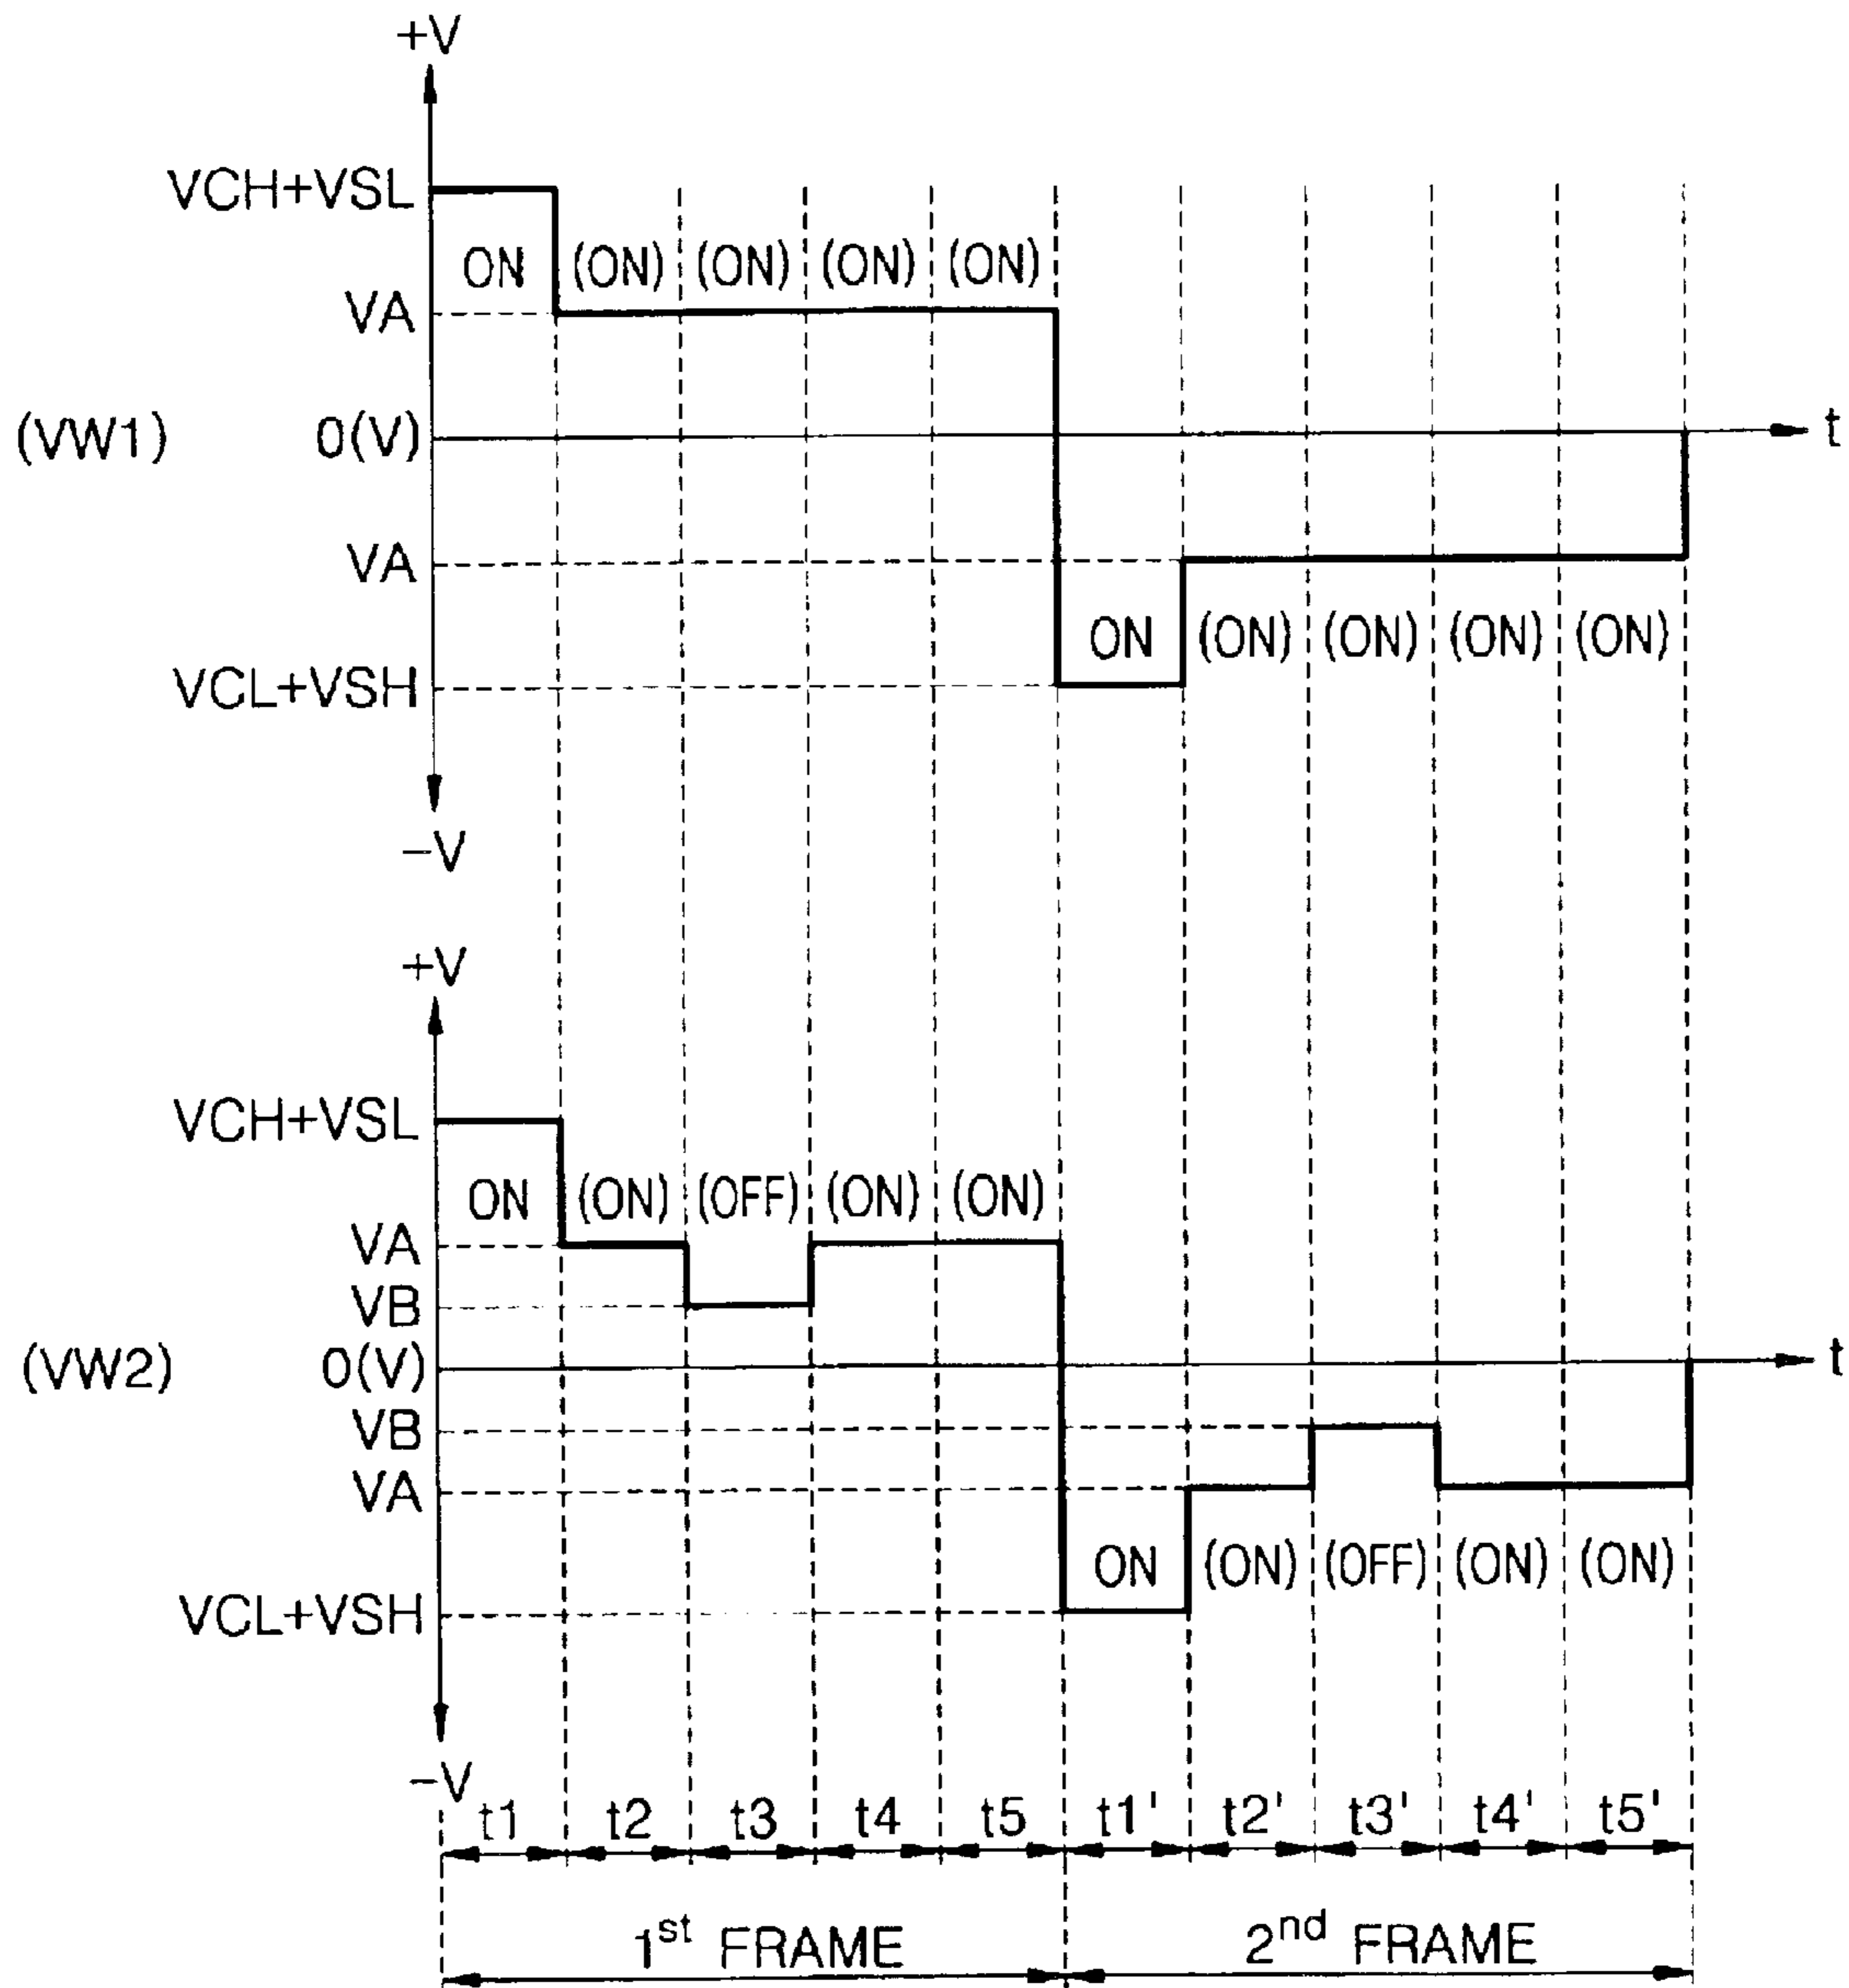 +V
VCH+VSL
ON (ON) (ON) (ON) (ON)
VA
(VW1) 0(V) t
VA
ON (ON) (ON) (ON) (ON)
VCL+VSH
–V
+V
VCH+VSL
ON (ON) (OFF) (ON) (ON)
VA
VB
(VW2) 0(V) t
VB
VA
ON (ON) (OFF) (ON) (ON)
VCL+VSH
–V
t1 t2 t3 t4 t5 t1' t2' t3' t4' t5'
1st FRAME 2nd FRAME